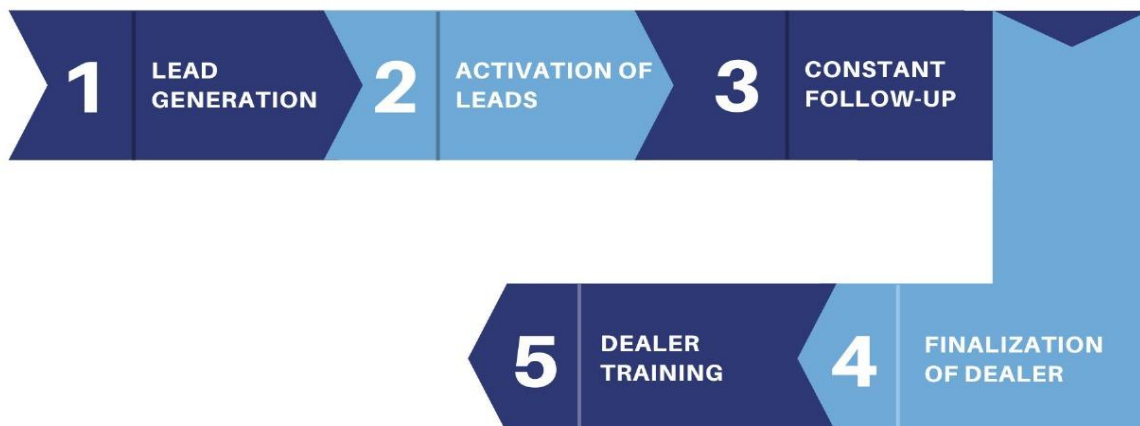 1
LEAD
GENERATION
2
ACTIVATION OF
LEADS
3
CONSTANT
FOLLOW-UP
4
FINALIZATION
OF DEALER
5
DEALER
TRAINING